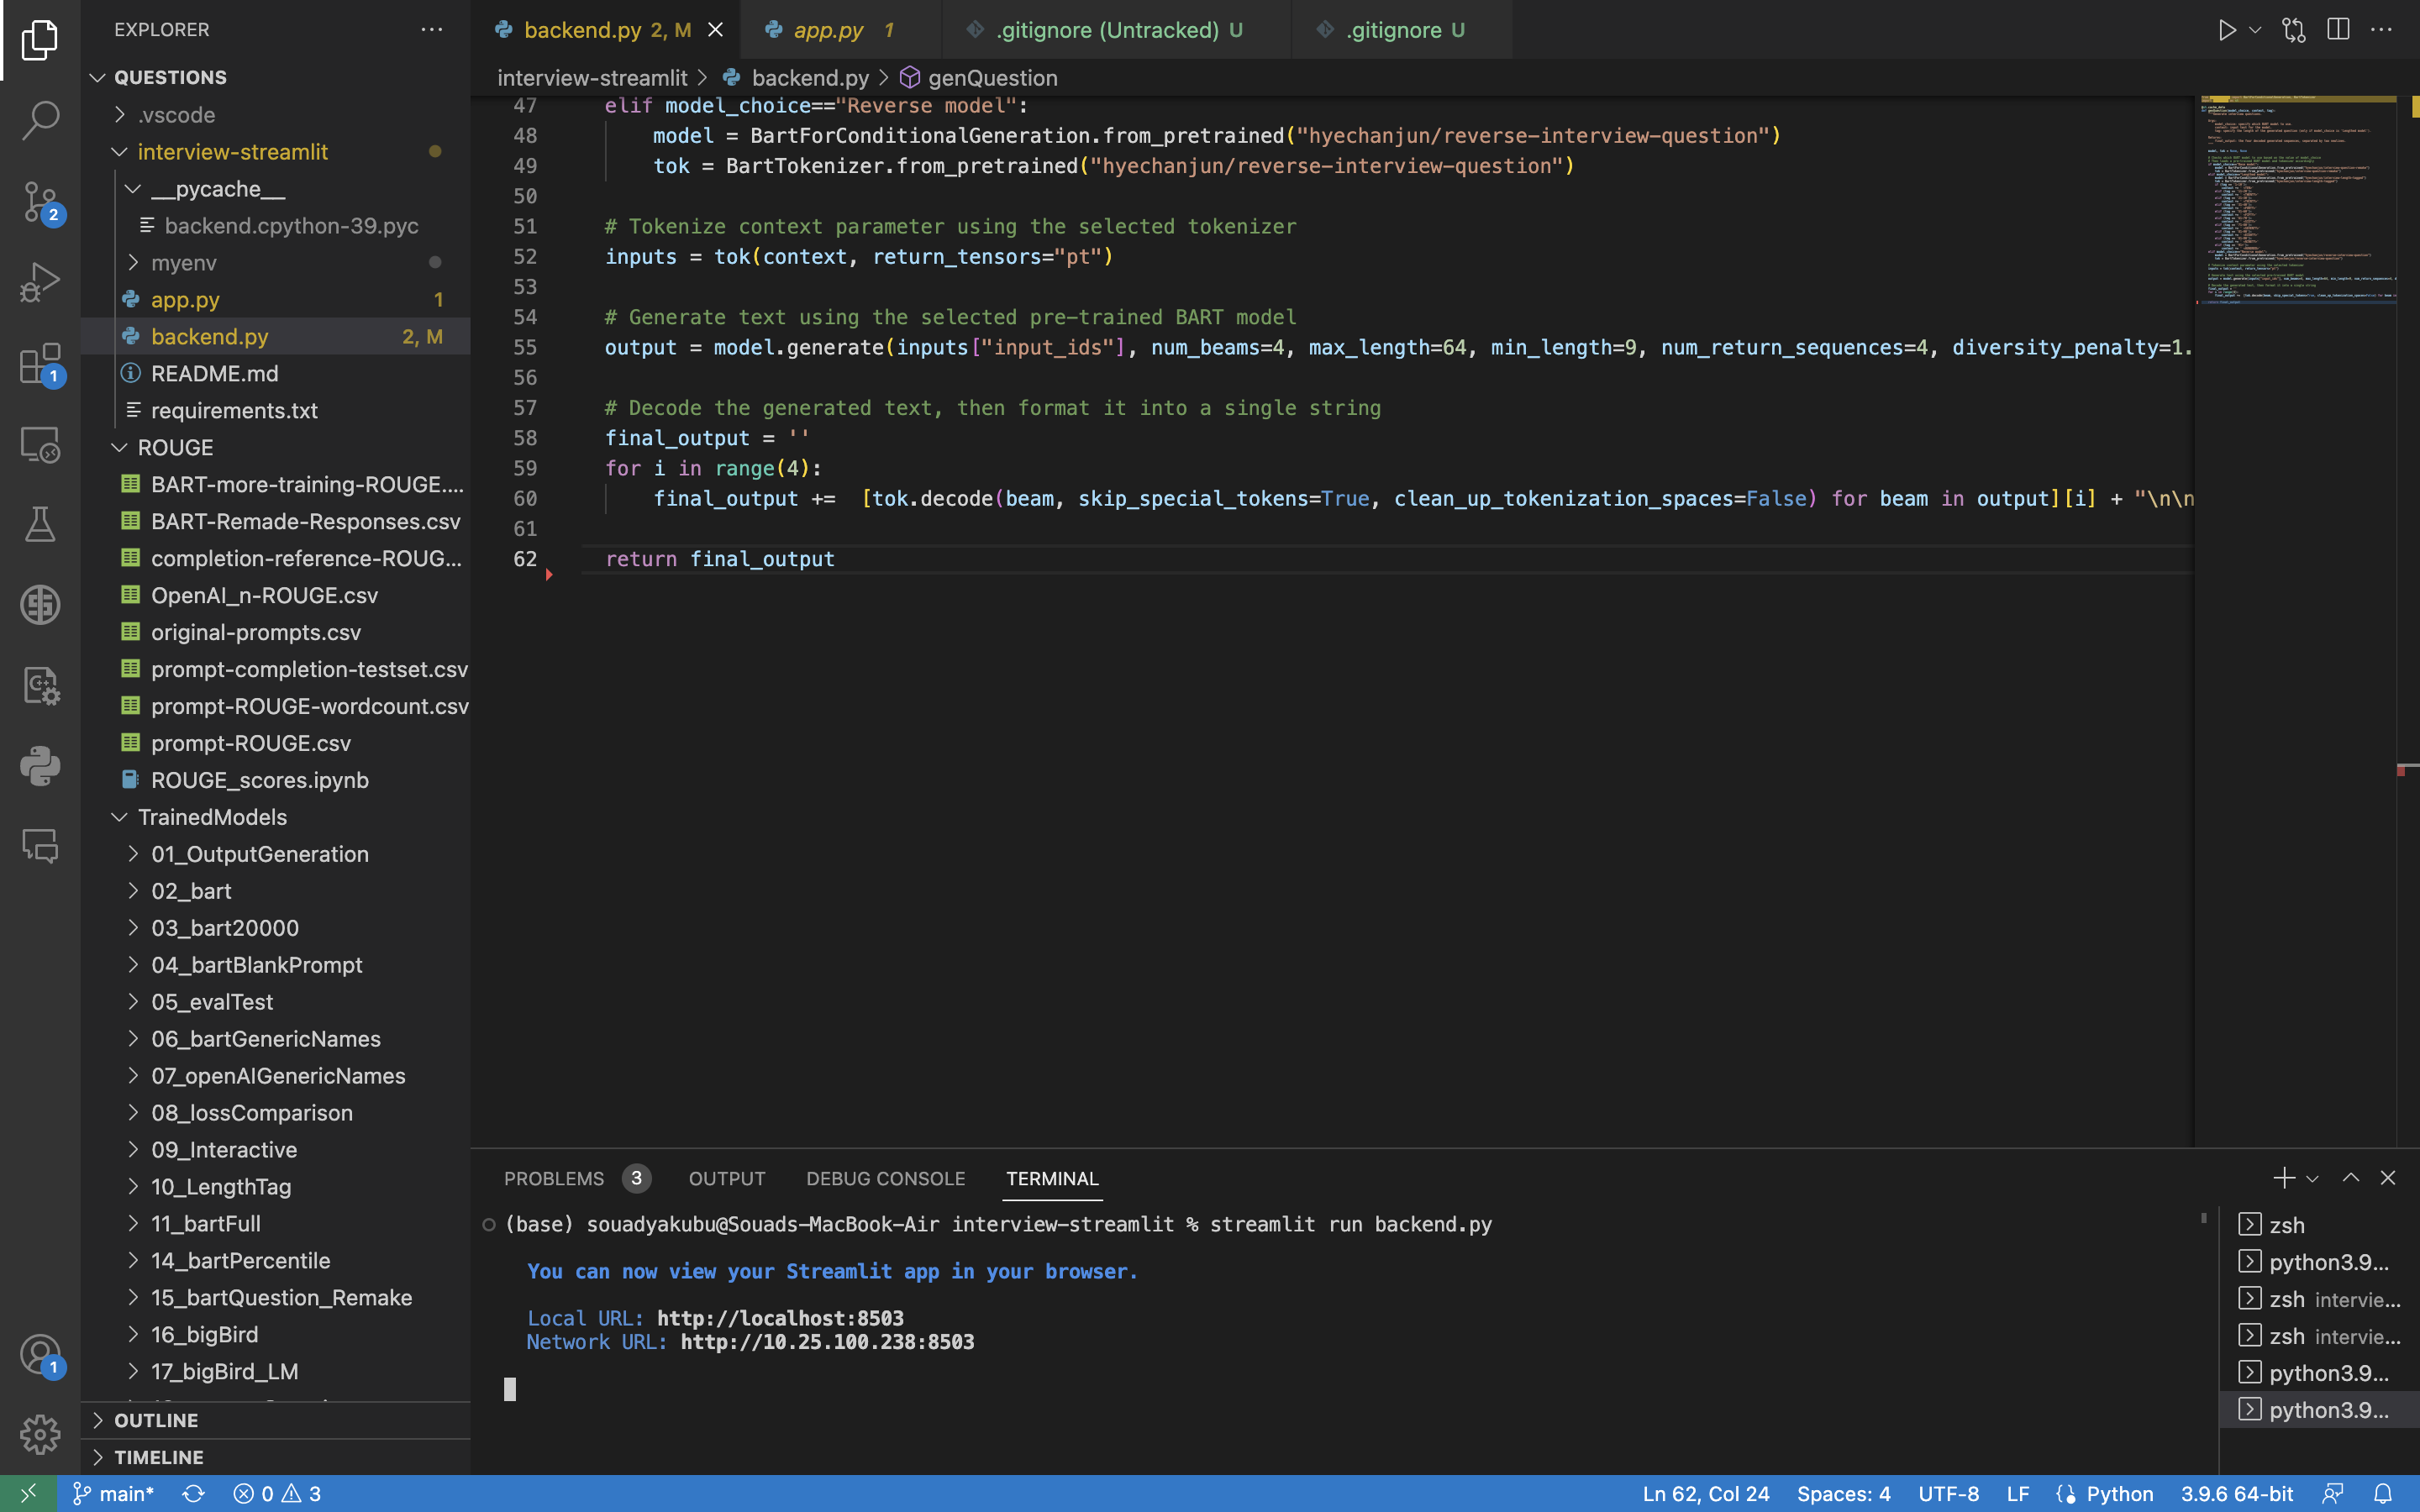 EXPLORER
QUESTIONS
.vscode
interview-streamlit
__pycache__
backend.cpython-39.pyc
myenv
app.py 1
backend.py 2, M
README.md
requirements.txt
ROUGE
BART-more-training-ROUGE....
BART-Remade-Responses.csv
completion-reference-ROUG...
OpenAI_n-ROUGE.csv
original-prompts.csv
prompt-completion-testset.csv
prompt-ROUGE-wordcount.csv
prompt-ROUGE.csv
ROUGE_scores.ipynb
TrainedModels
01_OutputGeneration
02_bart
03_bart20000
04_bartBlankPrompt
05_evalTest
06_bartGenericNames
07_openAIGenericNames
08_lossComparison
09_Interactive
10_LengthTag
11_bartFull
14_bartPercentile
15_bartQuestion_Remake
16_bigBird
17_bigBird_LM
OUTLINE
TIMELINE
2
1
1
backend.py 2, M
app.py 1
.gitignore (Untracked) U
.gitignore U
interview-streamlit > backend.py > genQuestion
47 elif model_choice=="Reverse model":
48 model = BartForConditionalGeneration.from_pretrained("hyechanjun/reverse-interview-question")
49 tok = BartTokenizer.from_pretrained("hyechanjun/reverse-interview-question")
50
51 # Tokenize context parameter using the selected tokenizer
52 inputs = tok(context, return_tensors="pt")
53
54 # Generate text using the selected pre-trained BART model
55 output = model.generate(inputs["input_ids"], num_beams=4, max_length=64, min_length=9, num_return_sequences=4, diversity_penalty=1.
56
57 # Decode the generated text, then format it into a single string
58 final_output = ''
59 for i in range(4):
60 final_output += [tok.decode(beam, skip_special_tokens=True, clean_up_tokenization_spaces=False) for beam in output][i] + "\n\n
61
62 return final_output
PROBLEMS 3 OUTPUT DEBUG CONSOLE TERMINAL
(base) souadyakubu@Souads-MacBook-Air interview-streamlit % streamlit run backend.py
You can now view your Streamlit app in your browser.
Local URL: http://localhost:8503
Network URL: http://10.25.100.238:8503
zsh
python3.9...
zsh intervie...
zsh intervie...
python3.9...
python3.9...
main* 0 3 Ln 62, Col 24 Spaces: 4 UTF-8 LF Python 3.9.6 64-bit